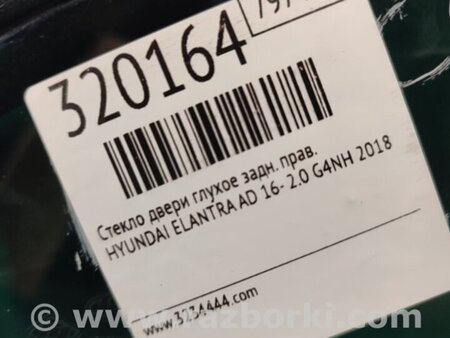 320164
Стекло двери глухое задн. прав.
HYUNDAI ELANTRA AD 16- 2.0 G4NH 2018
www.3234444.com
www.razborki.com